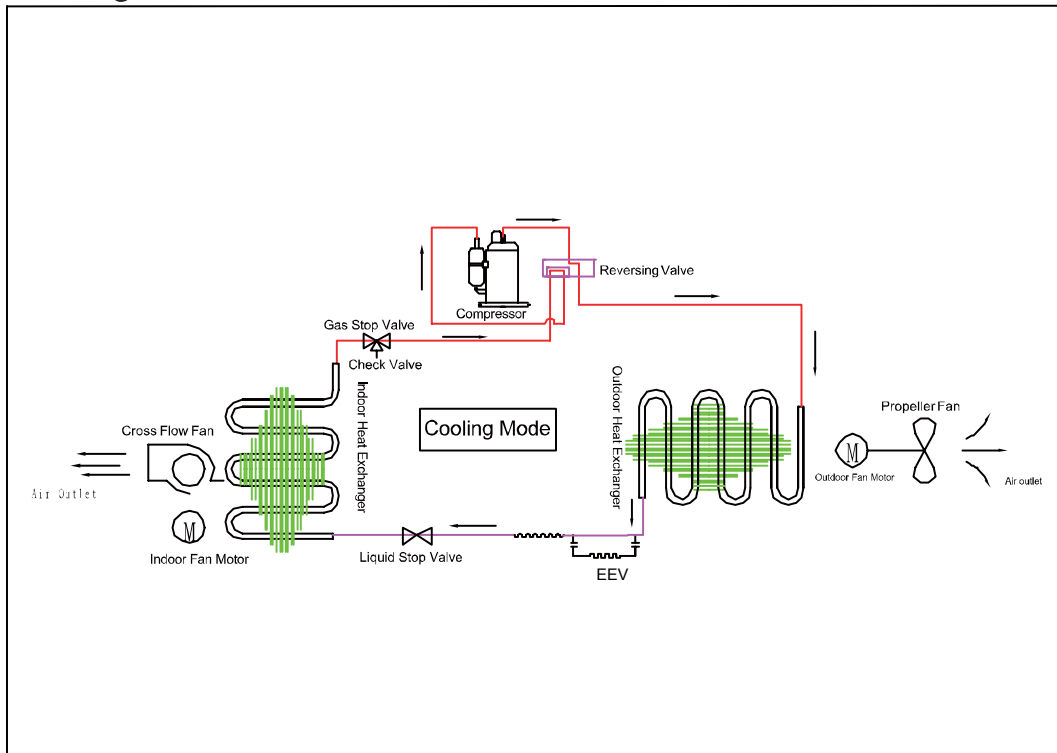 Reversing Valve
Compressor
Gas Stop Valve
Check Valve
Indoor Heat Exchanger
Outdoor Heat Exchanger
Cooling Mode
Propeller Fan
Cross Flow Fan
M
Outdoor Fan Motor
Air outlet
Air Outlet
M
Indoor Fan Motor
Liquid Stop Valve
EEV